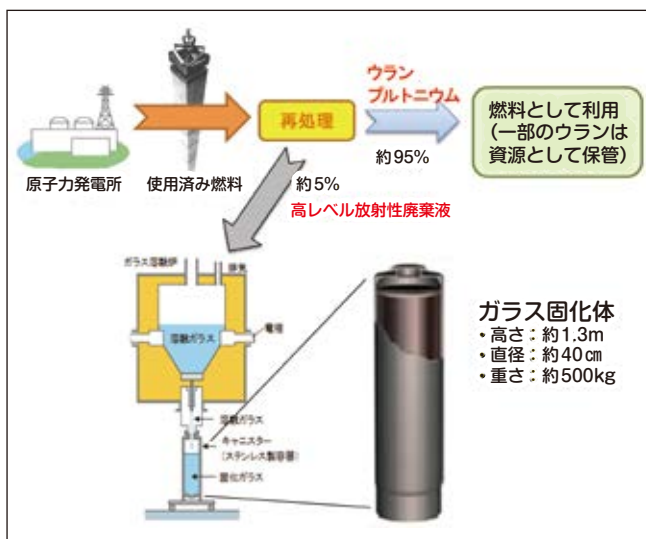 ウラン
プルトニウム
再処理
燃料として利用
(一部のウランは
資源として保管)
原子力発電所
使用済み燃料
約5%
約95%
高レベル放射性廃棄液
ガラス溶融炉
排気
溶融ガラス
電極
溶融ガラス
キャニスター
(ステンレス製容器)
固化ガラス
ガラス固化体
・高さ：約1.3m
・直径：約40㎝
・重さ：約500kg